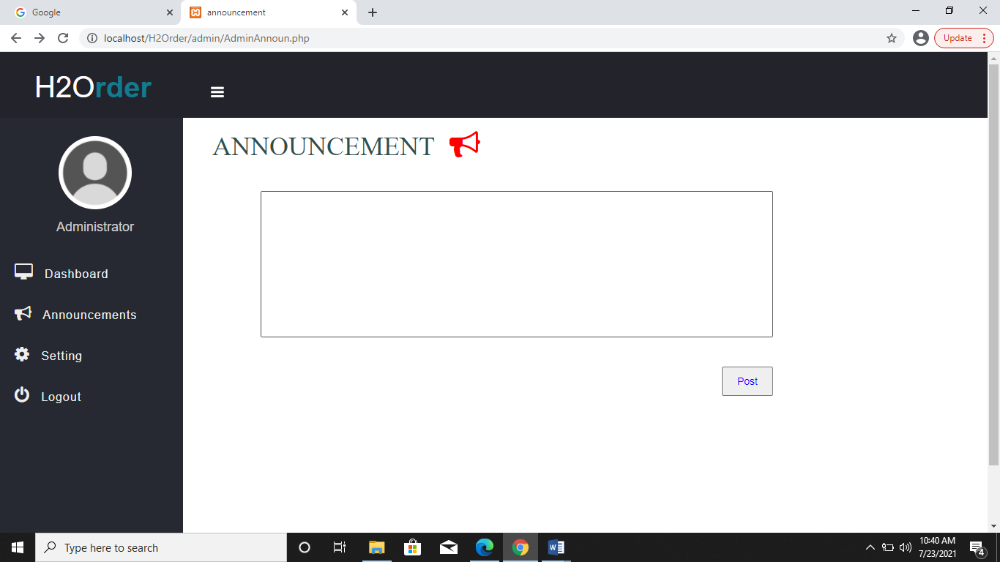 Google
announcement
localhost/H2Order/admin/AdminAnnoun.php
Update
H2Order
ANNOUNCEMENT
Administrator
Dashboard
Announcements
Setting
Logout
Post
Type here to search
10:40 AM
7/23/2021
4